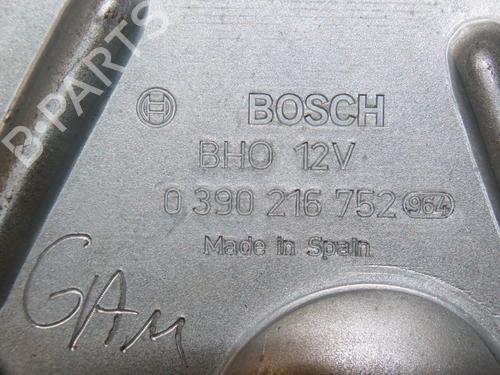 B-PARTS
BOSCH
BHO 12V
0 390 216 752 964
Made in Spain
GAM